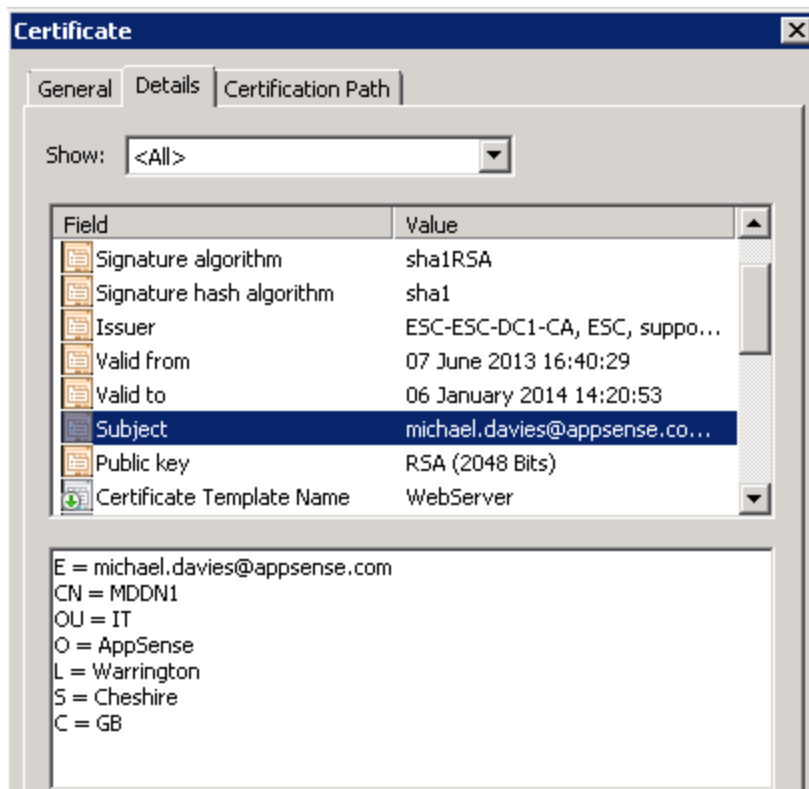 Certificate
General Details Certification Path
Show: <All>
Field Value
Signature algorithm sha1RSA
Signature hash algorithm sha1
Issuer ESC-ESC-DC1-CA, ESC, suppo...
Valid from 07 June 2013 16:40:29
Valid to 06 January 2014 14:20:53
Subject michael.davies@appsense.co...
Public key RSA (2048 Bits)
Certificate Template Name WebServer
E = michael.davies@appsense.com
CN = MDDN1
OU = IT
O = AppSense
L = Warrington
S = Cheshire
C = GB